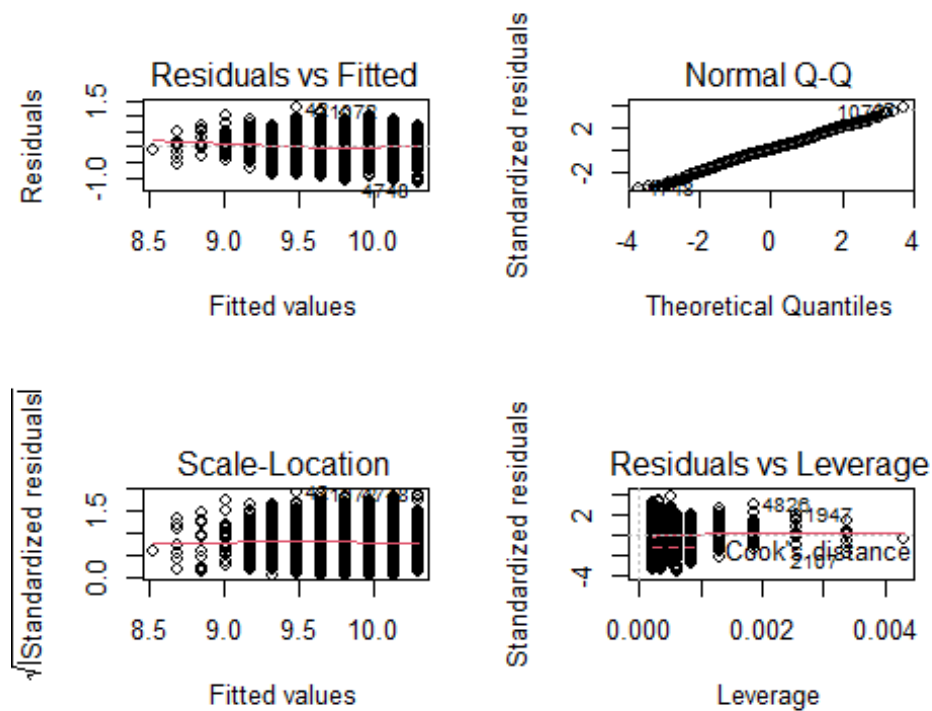 Residuals vs Fitted
Residuals
1.5
-1.0
4740
8.5 9.0 9.5 10.0
Fitted values
Normal Q-Q
Standardized residuals
2
-2
-4 -2 0 2 4
Theoretical Quantiles
Scale-Location
√|Standardized residuals|
1.5
0.0
8.5 9.0 9.5 10.0
Fitted values
Residuals vs Leverage
Standardized residuals
2
-4
4826
1947
Cook's distance
2107
0.000 0.002 0.004
Leverage